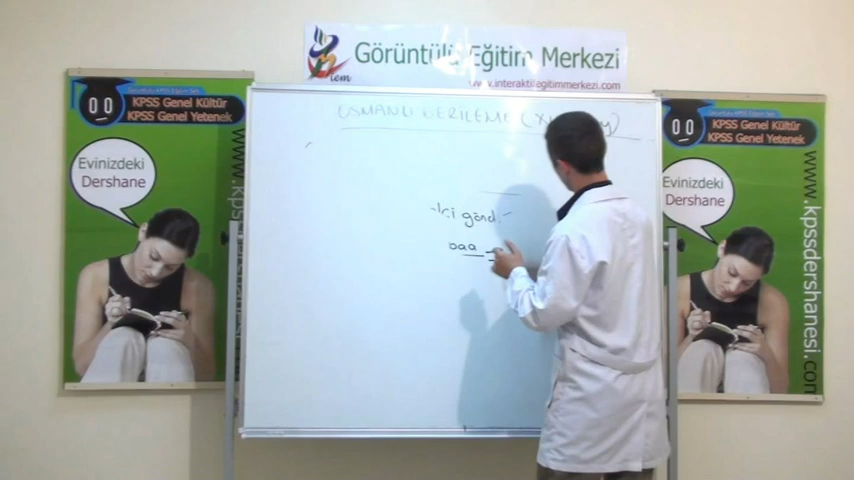 Görüntülü Eğitim Merkezi
www.interaktifegitimmerkezi.com
OSMANLI GERİLEME (
KPSS Genel Kültür
KPSS Genel Yetenek
Evinizdeki
Dershane
gönd.
KPSS Genel Kültür
KPSS Genel Yetenek
Evinizdeki
Dershane
www.kpssdershanesi.com